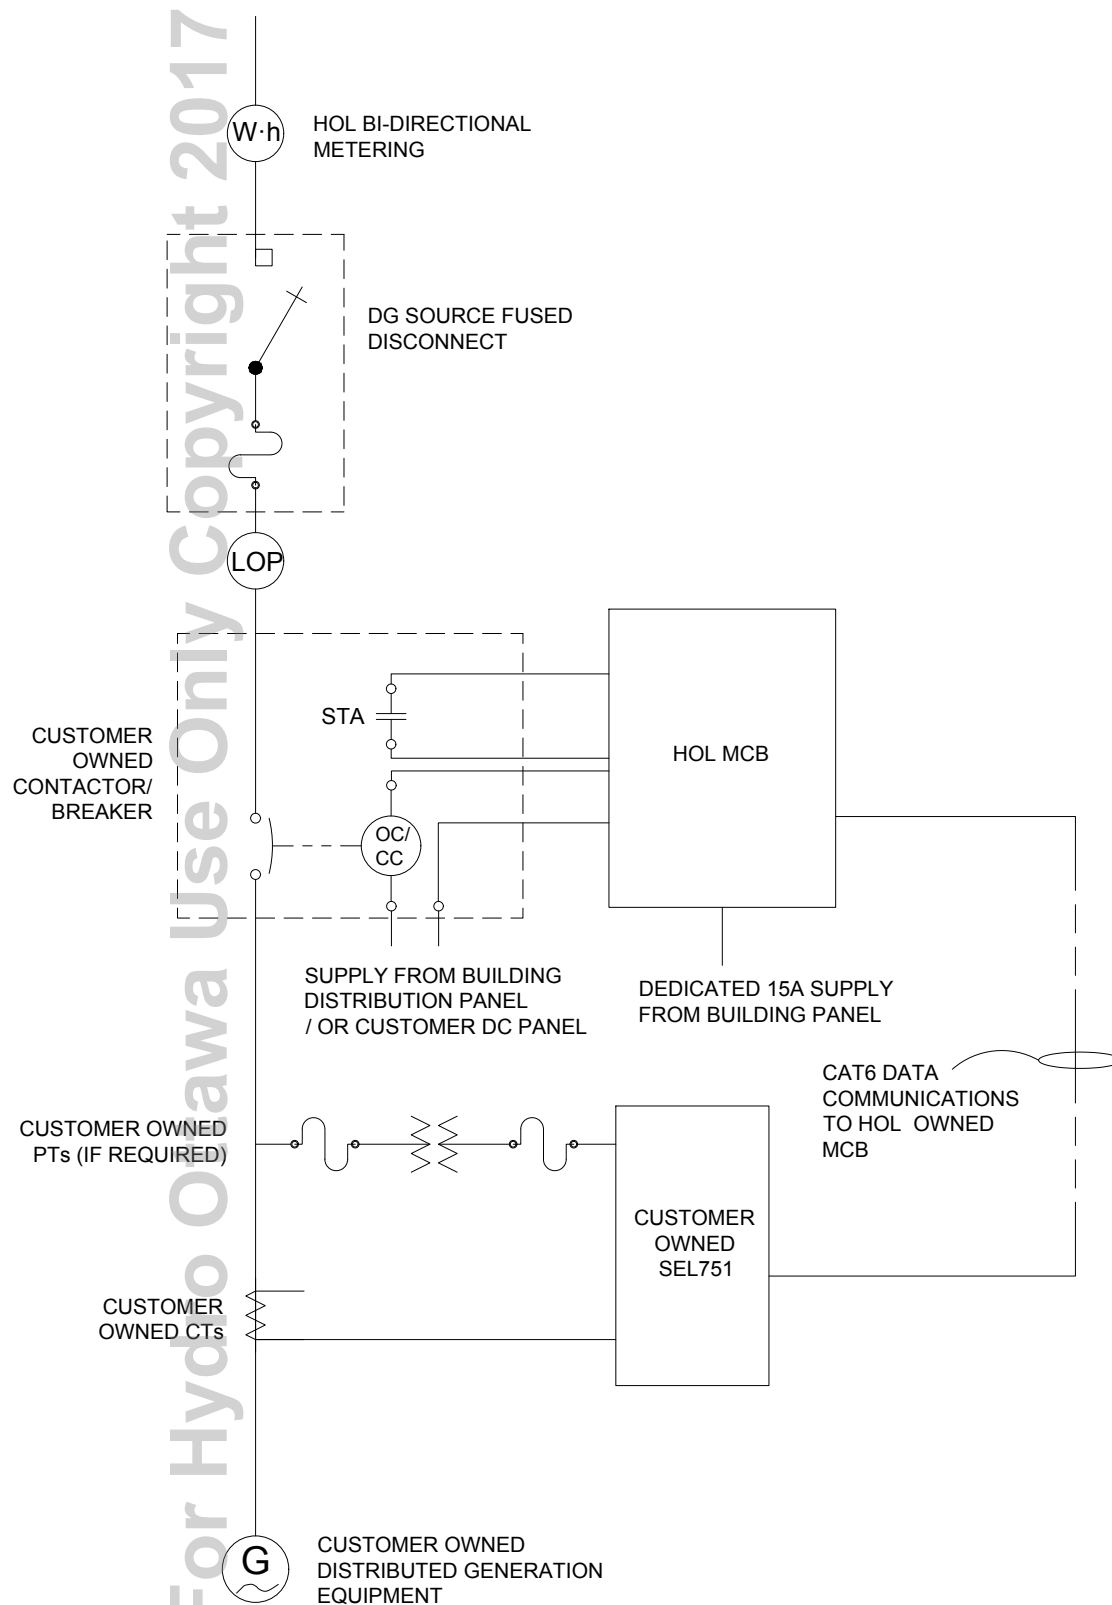 For Hydro Ottawa Use Only Copyright 2017
W·h
HOL BI-DIRECTIONAL
METERING
DG SOURCE FUSED
DISCONNECT
LOP
CUSTOMER
OWNED
CONTACTOR/
BREAKER
STA
OC/
CC
HOL MCB
SUPPLY FROM BUILDING
DISTRIBUTION PANEL
/ OR CUSTOMER DC PANEL
DEDICATED 15A SUPPLY
FROM BUILDING PANEL
CAT6 DATA
COMMUNICATIONS
TO HOL OWNED
MCB
CUSTOMER OWNED
PTs (IF REQUIRED)
CUSTOMER
OWNED
SEL751
CUSTOMER
OWNED CTs
G
CUSTOMER OWNED
DISTRIBUTED GENERATION
EQUIPMENT